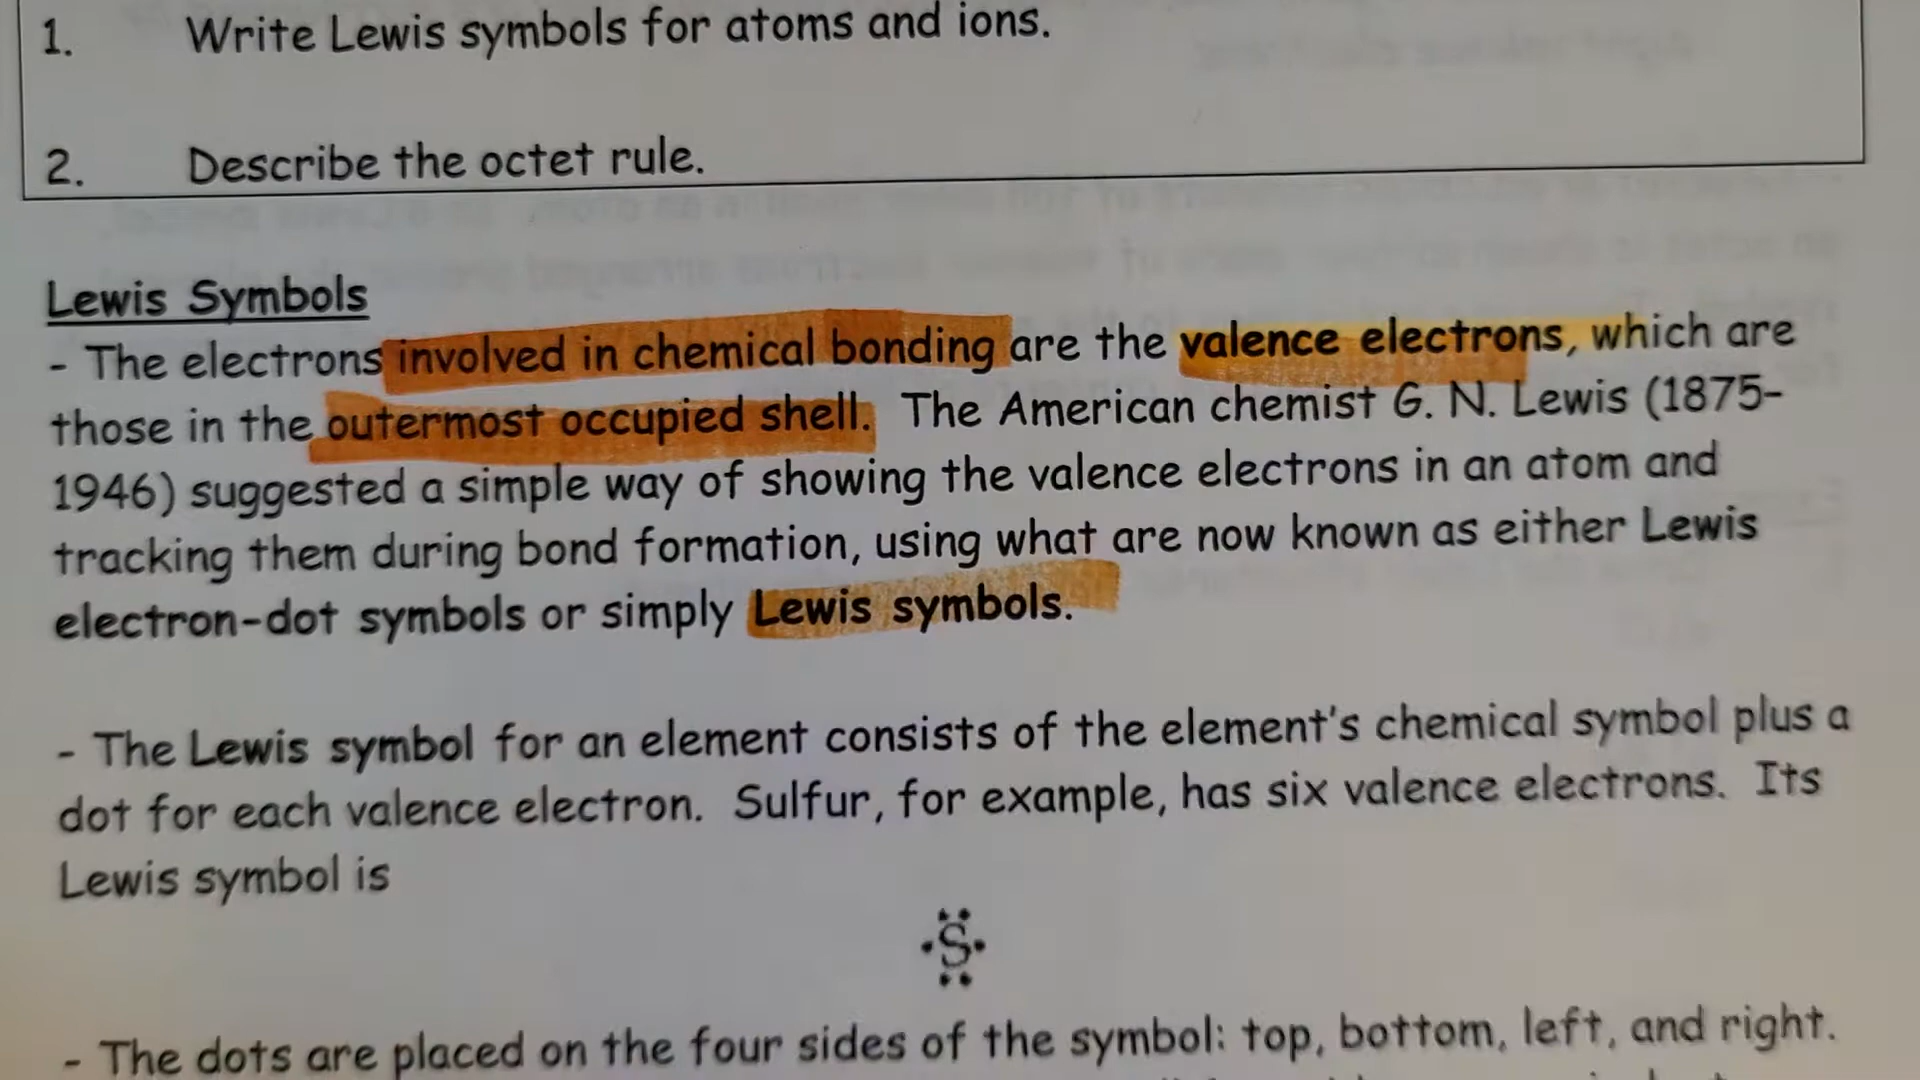 1. Write Lewis symbols for atoms and ions.
2. Describe the octet rule.
Lewis Symbols
- The electrons involved in chemical bonding are the valence electrons, which are
those in the outermost occupied shell. The American chemist G. N. Lewis (1875-
1946) suggested a simple way of showing the valence electrons in an atom and
tracking them during bond formation, using what are now known as either Lewis
electron-dot symbols or simply Lewis symbols.
- The Lewis symbol for an element consists of the element's chemical symbol plus a
dot for each valence electron. Sulfur, for example, has six valence electrons. Its
Lewis symbol is
S
- The dots are placed on the four sides of the symbol: top, bottom, left, and right.